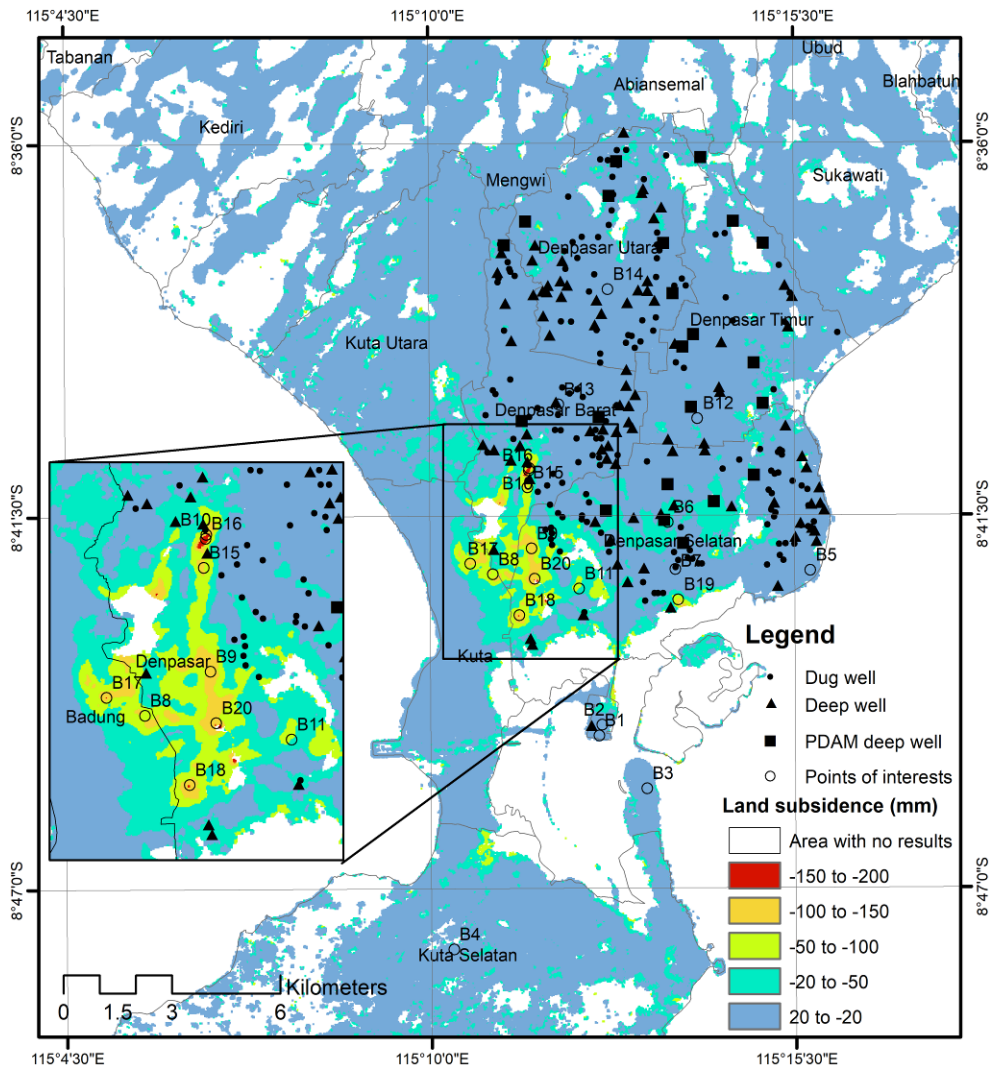 115°4'30"E
115°10'0"E
115°15'30"E
Tabanan
Ubud
Abiansemal
Blahbatuh
Kediri
8°36'0"S
8°36'0"S
Mengwi
Sukawati
Denpasar Utara
B14
Denpasar Timur
Kuta Utara
B13
Denpasar Barat
B12
B16
B15
B10
B6
8°41'30"S
8°41'30"S
Denpasar Selatan
B9
B17
B8
B20
B11
B7
B5
B19
B18
Kuta
B10
B16
B15
Denpasar
B9
B17
B8
Badung
B20
B11
B18
B2
B1
B3
B4
Kuta Selatan
8°47'0"S
8°47'0"S
Legend
Dug well
Deep well
PDAM deep well
Points of interests
Land subsidence (mm)
Area with no results
-150 to -200
-100 to -150
-50 to -100
-20 to -50
20 to -20
Kilometers
0 1.5 3 6
115°4'30"E
115°10'0"E
115°15'30"E